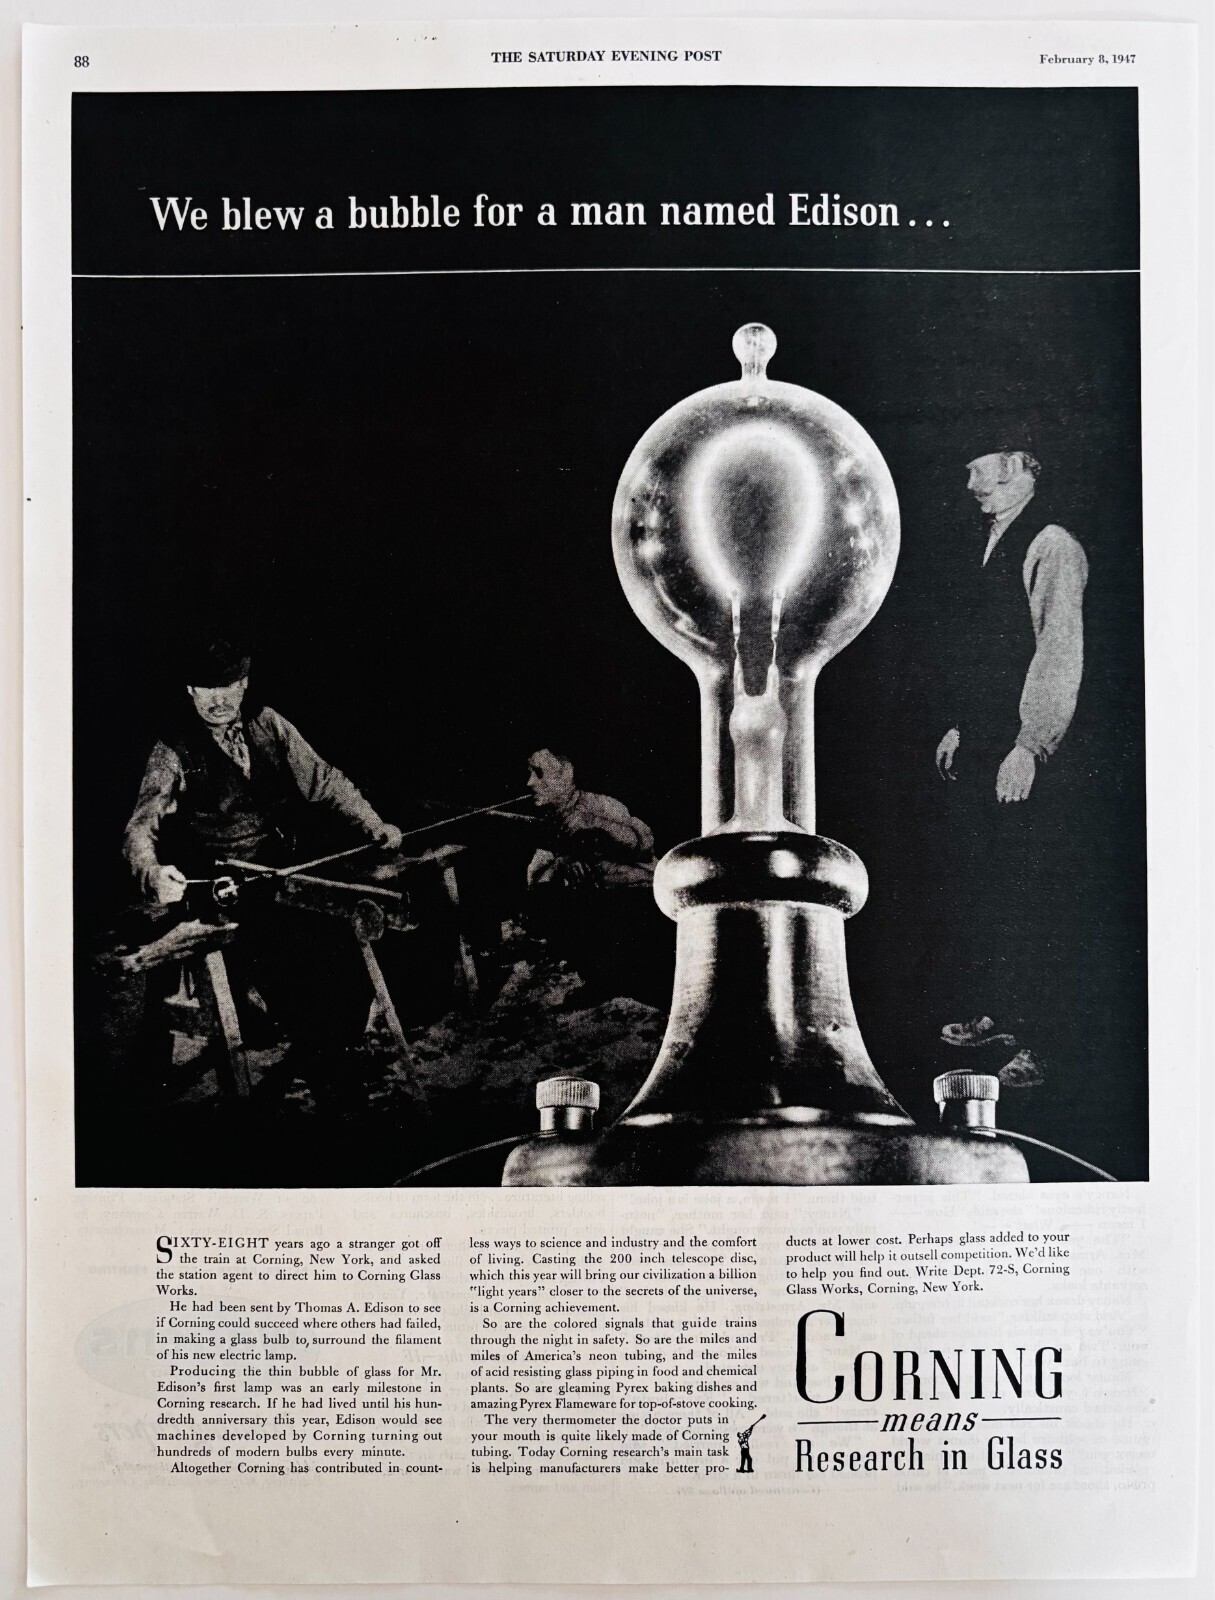 88
THE SATURDAY EVENING POST
February 8, 1947
We blew a bubble for a man named Edison...
SIXTY-EIGHT years ago a stranger got off
the train at Corning, New York, and asked
the station agent to direct him to Corning Glass
Works.
He had been sent by Thomas A. Edison to see
if Corning could succeed where others had failed,
in making a glass bulb to surround the filament
of his new electric lamp.
Producing the thin bubble of glass for Mr.
Edison's first lamp was an early milestone in
Corning research. If he had lived until his hun-
dredth anniversary this year, Edison would see
machines developed by Corning turning out
hundreds of modern bulbs every minute.
Altogether Corning has contributed in count-
less ways to science and industry and the comfort
of living. Casting the 200 inch telescope disc,
which this year will bring our civilization a billion
"light years" closer to the secrets of the universe,
is a Corning achievement.
So are the colored signals that guide trains
through the night in safety. So are the miles and
miles of America's neon tubing, and the miles
of acid resisting glass piping in food and chemical
plants. So are gleaming Pyrex baking dishes and
amazing Pyrex Flameware for top-of-stove cooking.
The very thermometer the doctor puts in
your mouth is quite likely made of Corning
tubing. Today Corning research's main task
is helping manufacturers make better pro-
ducts at lower cost. Perhaps glass added to your
product will help it outsell competition. We'd like
to help you find out. Write Dept. 72-S, Corning
Glass Works, Corning, New York.
CORNING
means
Research in Glass